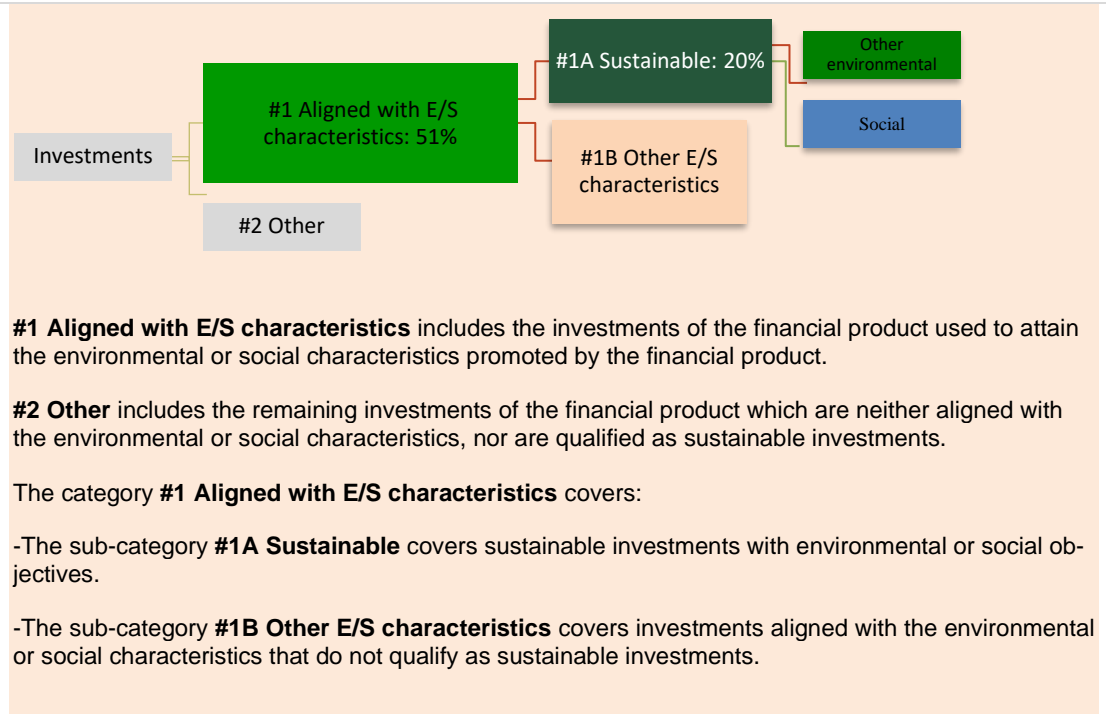 Investments
#1 Aligned with E/S
characteristics: 51%
#2 Other
#1A Sustainable: 20%
#1B Other E/S
characteristics
Other
environmental
Social
#1 Aligned with E/S characteristics includes the investments of the financial product used to attain
the environmental or social characteristics promoted by the financial product.
#2 Other includes the remaining investments of the financial product which are neither aligned with
the environmental or social characteristics, nor are qualified as sustainable investments.
The category #1 Aligned with E/S characteristics covers:
-The sub-category #1A Sustainable covers sustainable investments with environmental or social ob-
jectives.
-The sub-category #1B Other E/S characteristics covers investments aligned with the environmental
or social characteristics that do not qualify as sustainable investments.